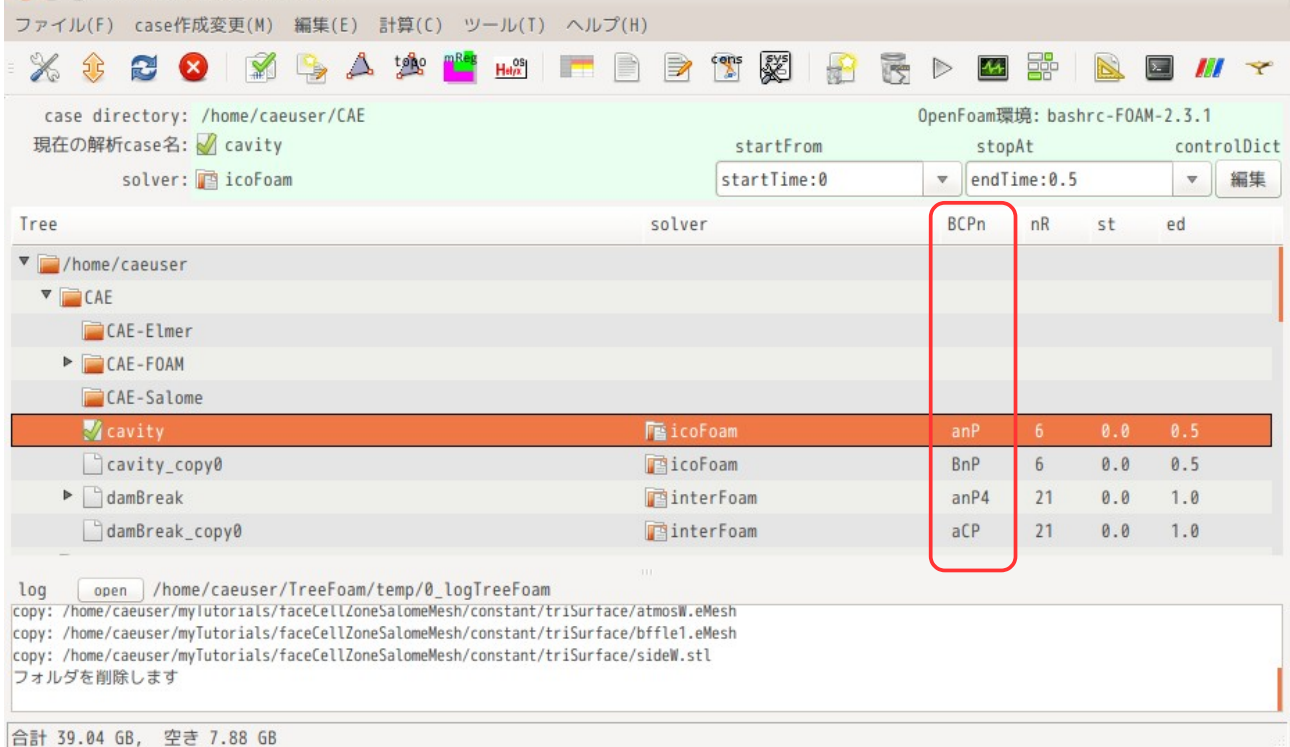 ファイル(F) case作成変更(M) 編集(E) 計算(C) ツール(T) ヘルプ(H)
topo mReg Helyx OS cons sys
case directory: /home/caeuser/CAE OpenFoam環境: bashrc-FOAM-2.3.1
現在の解析case名: cavity startFrom stopAt controlDict
solver: icoFoam startTime:0 endTime:0.5 編集
Tree solver BCPn nR st ed
/home/caeuser
CAE
CAE-Elmer
CAE-FOAM
CAE-Salome
cavity icoFoam anP 6 0.0 0.5
cavity_copy0 icoFoam BnP 6 0.0 0.5
damBreak interFoam anP4 21 0.0 1.0
damBreak_copy0 interFoam aCP 21 0.0 1.0
log open /home/caeuser/TreeFoam/temp/0_logTreeFoam
copy: /home/caeuser/myTutorials/faceCellZoneSalomeMesh/constant/triSurface/atmosW.eMesh
copy: /home/caeuser/myTutorials/faceCellZoneSalomeMesh/constant/triSurface/bffle1.eMesh
copy: /home/caeuser/myTutorials/faceCellZoneSalomeMesh/constant/triSurface/sideW.stl
フォルダを削除します
合計 39.04 GB, 空き 7.88 GB